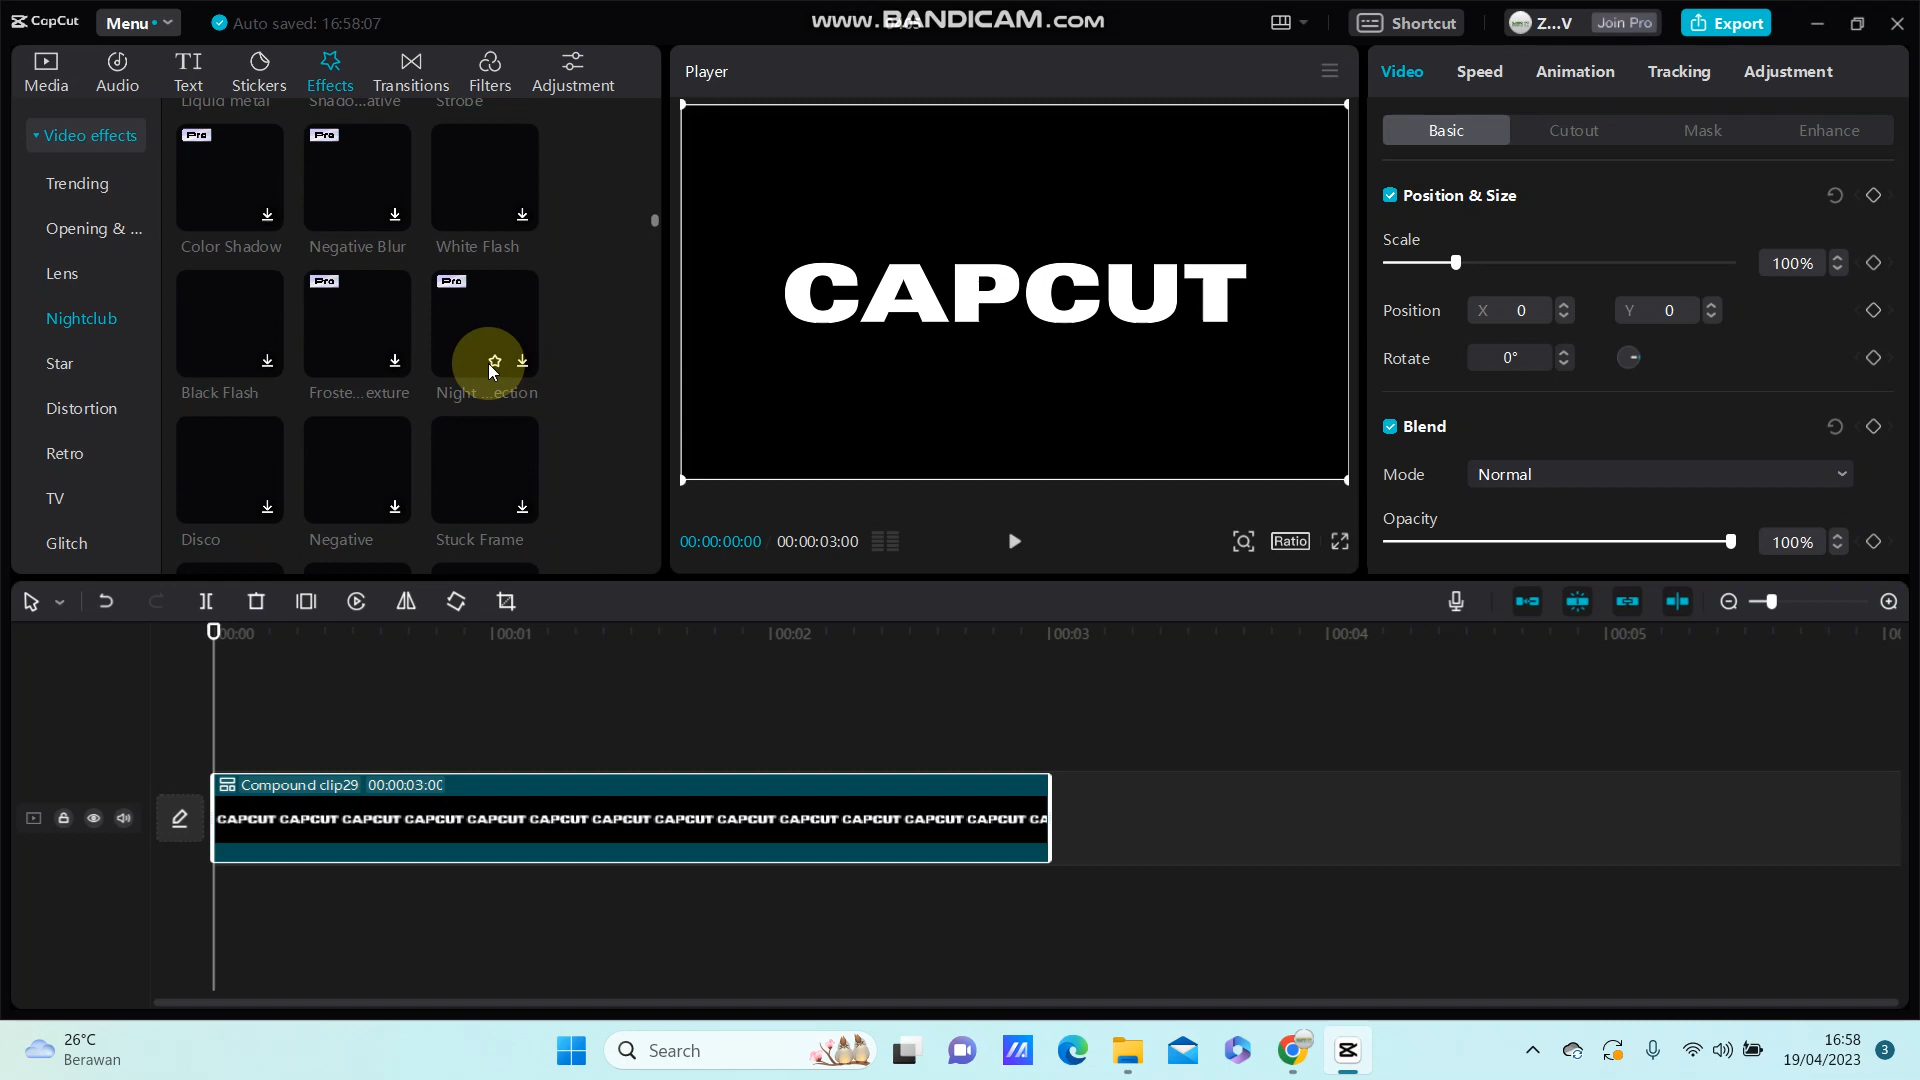 CapCut
Menu
Auto saved: 16:58:07
www.BANDICAM.com
Shortcut
Z...V
Join Pro
Export
Media
Audio
Text
Stickers
Effects
Transitions
Filters
Adjustment
Player
Video
Speed
Animation
Tracking
Adjustment
Liquid metal
Shado...ative
Strobe
Video effects
Trending
Opening & ...
Lens
Nightclub
Star
Distortion
Retro
TV
Glitch
Pro
Pro
Color Shadow
Negative Blur
White Flash
Pro
Pro
Black Flash
Froste...exture
Night ...ection
Disco
Negative
Stuck Frame
CAPCUT
00:00:00:00
00:00:03:00
Ratio
Basic
Cutout
Mask
Enhance
Position & Size
Scale
100%
Position
X 0
Y 0
Rotate
0°
Blend
Mode
Normal
Opacity
100%
00:00
00:01
00:02
00:03
00:04
00:05
Compound clip29 00:00:03:00
CAPCUT CAPCUT CAPCUT CAPCUT CAPCUT CAPCUT CAPCUT CAPCUT CAPCUT CAPCUT CAPCUT CAPCUT CAPCUT CA
26°C
Berawan
Search
16:58
19/04/2023
3